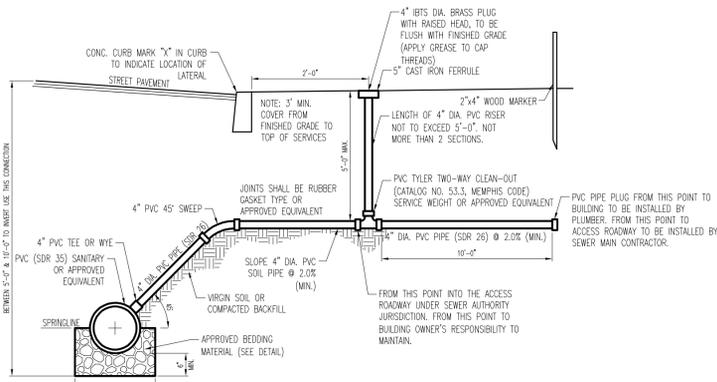 4" IBTS DIA. BRASS PLUG
WITH RAISED HEAD, TO BE
FLUSH WITH FINISHED GRADE
(APPLY GREASE TO CAP
THREADS)
5" CAST IRON FERRULE
CONC. CURB MARK "X" IN CURB
TO INDICATE LOCATION OF
LATERAL
STREET PAVEMENT
2'-0"
2"x4" WOOD MARKER
NOTE: 3' MIN.
COVER FROM
FINISHED GRADE TO
TOP OF SERVICES
LENGTH OF 4" DIA. PVC RISER
NOT TO EXCEED 5'-0". NOT
MORE THAN 2 SECTIONS.
5'-0" MAX.
BETWEEN 5'-0" & 10'-0" TO INVERT USE THIS CONNECTION
PVC TYLER TWO-WAY CLEAN-OUT
(CATALOG NO. 53.3, MEMPHIS CODE)
SERVICE WEIGHT OR APPROVED EQUIVALENT
JOINTS SHALL BE RUBBER
GASKET TYPE OR
APPROVED EQUIVALENT
4" PVC 45° SWEEP
PVC PIPE PLUG FROM THIS POINT TO
BUILDING TO BE INSTALLED BY
PLUMBER. FROM THIS POINT TO
ACCESS ROADWAY TO BE INSTALLED BY
SEWER MAIN CONTRACTOR.
4" PVC TEE OR WYE
PVC (SDR 35) SANITARY
OR APPROVED
EQUIVALENT
4" DIA. PVC PIPE (SDR 26)
4" DIA. PVC PIPE (SDR 26) @ 2.0% (MIN.)
10'-0"
SLOPE 4" DIA. PVC
SOIL PIPE @ 2.0%
(MIN.)
VIRGIN SOIL OR
COMPACTED BACKFILL
45°
FROM THIS POINT INTO THE ACCESS
ROADWAY UNDER SEWER AUTHORITY
JURISDICTION. FROM THIS POINT TO
BUILDING OWNER'S RESPONSIBILITY TO
MAINTAIN.
SPRINGLINE
APPROVED BEDDING
MATERIAL (SEE DETAIL)
6"
MIN.